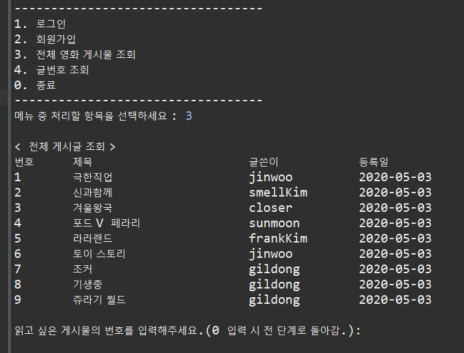 ----------------------------------
1. 로그인
2. 회원가입
3. 전체 영화 게시물 조회
4. 글번호 조회
0. 종료
----------------------------------
메뉴 중 처리할 항목을 선택하세요 : 3
< 전체 게시글 조회 >
번호 제목 글쓴이 등록일
1 극한직업 jinwoo 2020-05-03
2 신과함께 smellKim 2020-05-03
3 겨울왕국 closer 2020-05-03
4 포드 V 페라리 sunmoon 2020-05-03
5 라라랜드 frankKim 2020-05-03
6 토이 스토리 jinwoo 2020-05-03
7 조커 gildong 2020-05-03
8 기생충 gildong 2020-05-03
9 쥬라기 월드 gildong 2020-05-03
읽고 싶은 게시물의 번호를 입력해주세요.(0 입력 시 전 단계로 돌아감.):